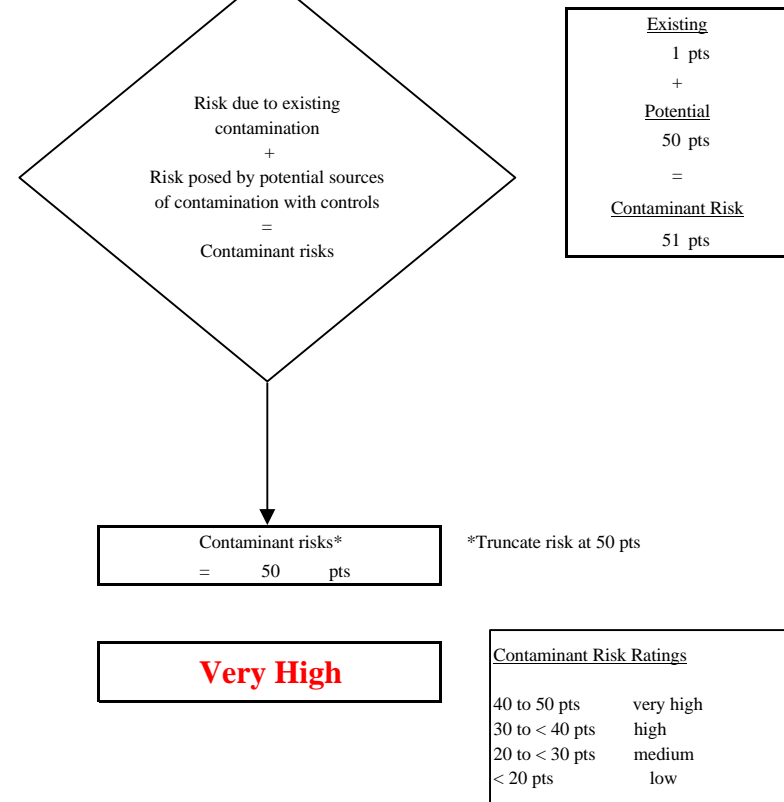 Risk due to existing
contamination
+
Risk posed by potential sources
of contamination with controls
=
Contaminant risks
Existing
1 pts
+
Potential
50 pts
=
Contaminant Risk
51 pts
Contaminant risks*
= 50 pts
*Truncate risk at 50 pts
Very High
Contaminant Risk Ratings
40 to 50 pts very high
30 to < 40 pts high
20 to < 30 pts medium
< 20 pts low